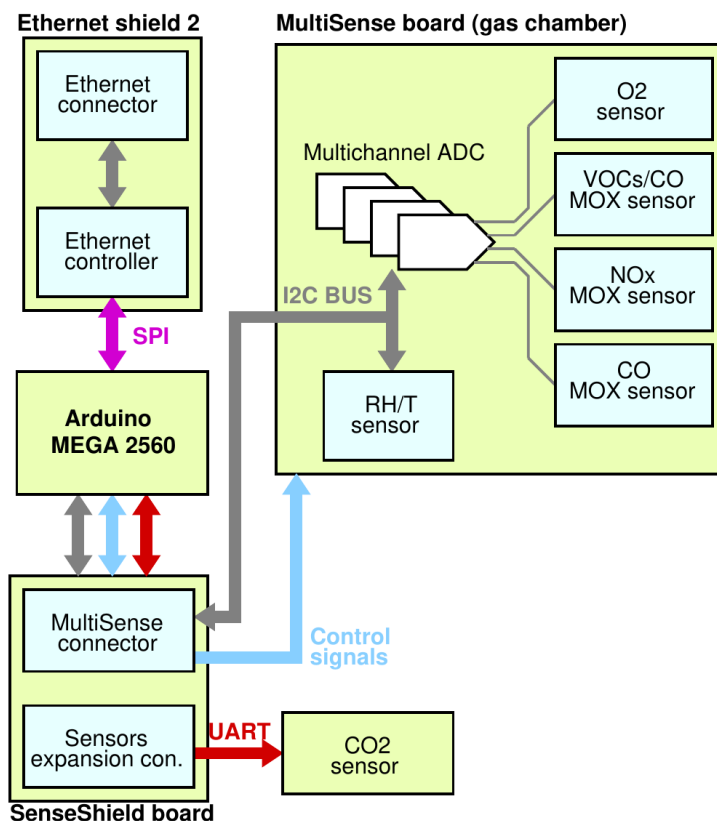 Ethernet shield 2
Ethernet
connector
Ethernet
controller
SPI
Arduino
MEGA 2560
MultiSense board (gas chamber)
Multichannel ADC
O2
sensor
VOCs/CO
MOX sensor
NOx
MOX sensor
CO
MOX sensor
I2C BUS
RH/T
sensor
MultiSense
connector
Control
signals
Sensors
expansion con.
UART
CO2
sensor
SenseShield board